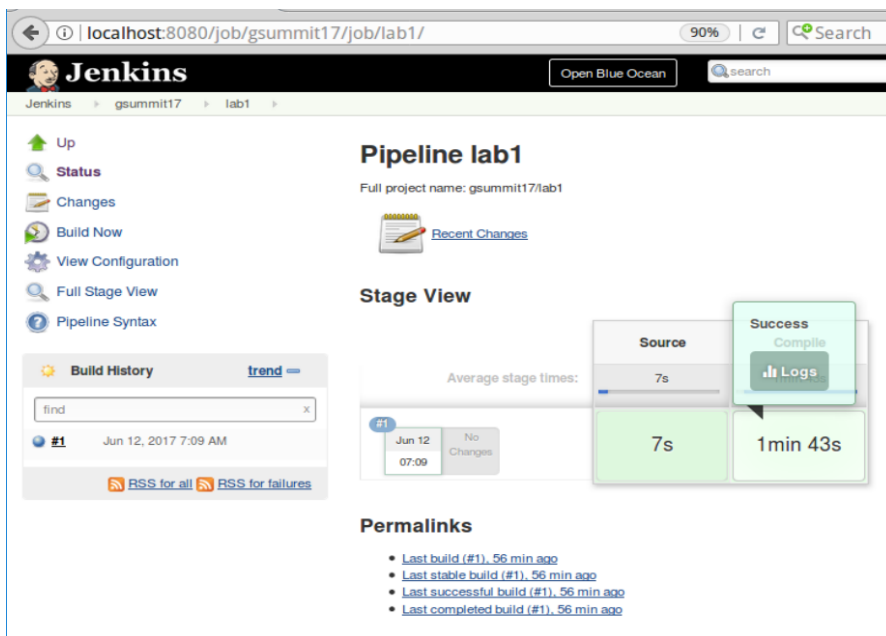 localhost:8080/job/gsummit17/job/lab1/
90%
Search
Jenkins
Open Blue Ocean
search
Jenkins gsummit17 lab1
Up
Status
Changes
Build Now
View Configuration
Full Stage View
Pipeline Syntax
Build History
trend
find
x
#1 Jun 12, 2017 7:09 AM
RSS for all RSS for failures
Pipeline lab1
Full project name: gsummit17/lab1
Recent Changes
Stage View
Success
Source Compile
Logs
Average stage times: 7s 1min 43s
#1
Jun 12
07:09
No
Changes
7s 1min 43s
Permalinks
Last build (#1), 56 min ago
Last stable build (#1), 56 min ago
Last successful build (#1), 56 min ago
Last completed build (#1), 56 min ago